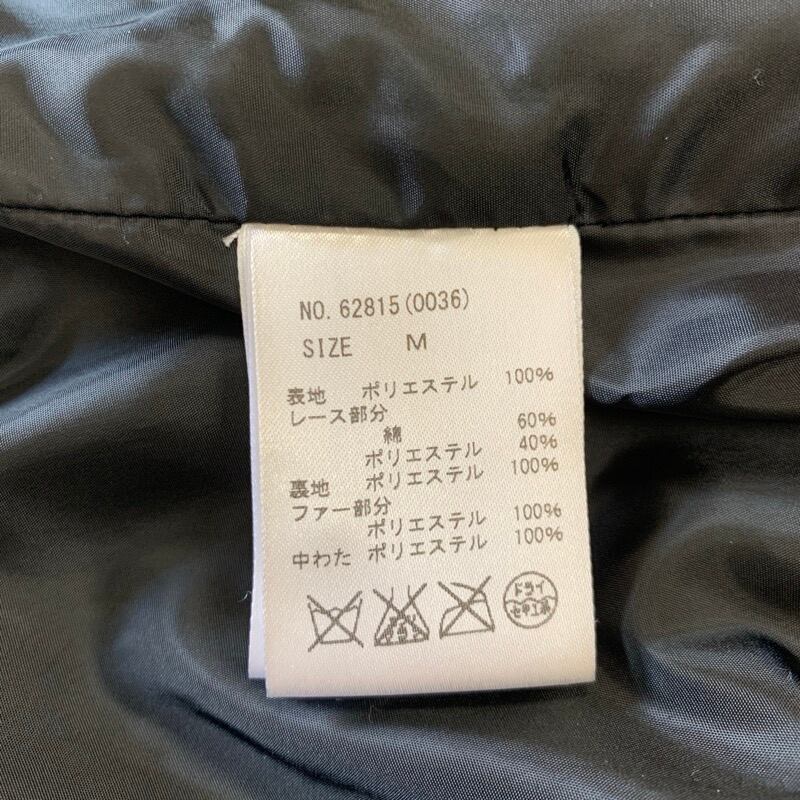 NO. 62815(0036)
SIZE M
表地 ポリエステル 100%
レース部分
綿 60%
ポリエステル 40%
裏地 ポリエステル 100%
ファー部分
ポリエステル 100%
中わた ポリエステル 100%
ドライ
セキユ系